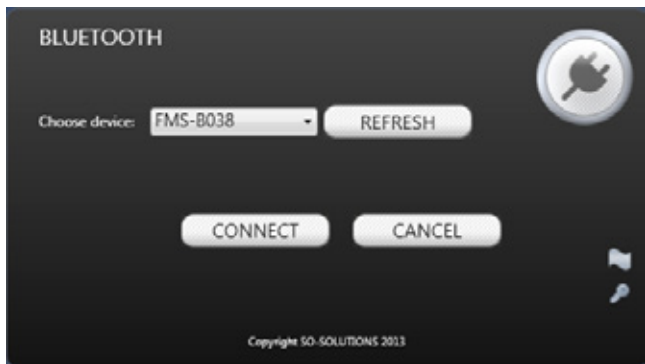 BLUETOOTH
Choose device: FMS-B038 REFRESH
CONNECT CANCEL
Copyright SO-SOLUTIONS 2013